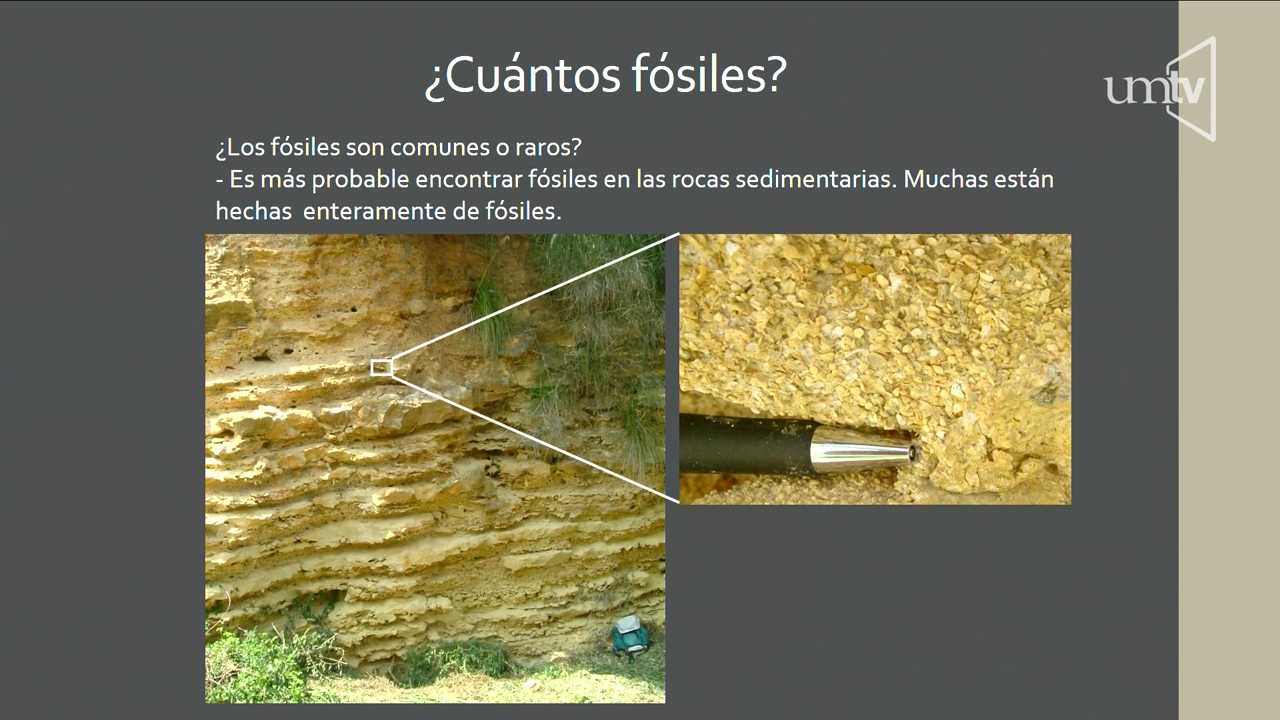 ¿Cuántos fósiles?
umtv
¿Los fósiles son comunes o raros?
- Es más probable encontrar fósiles en las rocas sedimentarias. Muchas están
hechas enteramente de fósiles.